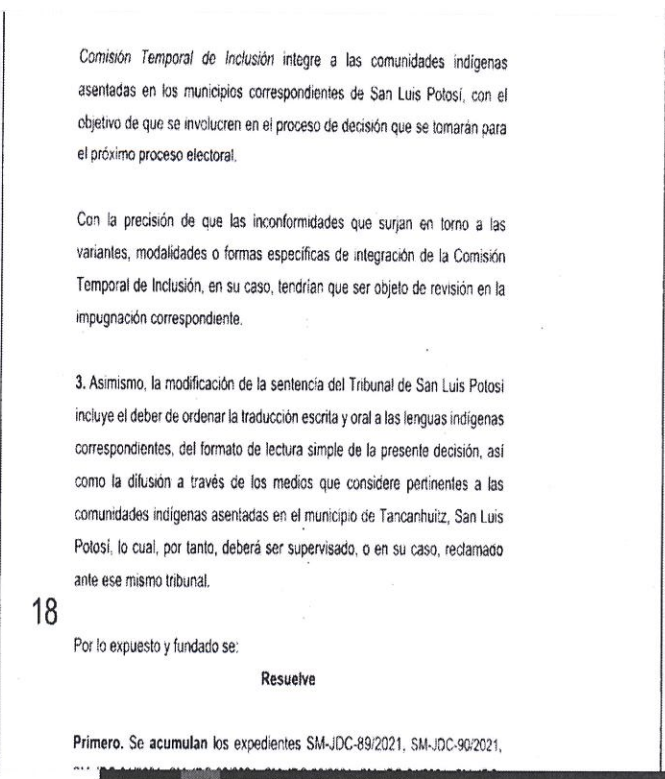 Comisión Temporal de Inclusión integre a las comunidades indígenas
asentadas en los municipios correspondientes de San Luis Potosí, con el
objetivo de que se involucren en el proceso de decisión que se tomarán para
el próximo proceso electoral.
Con la precisión de que las inconformidades que surjan en torno a las
variantes, modalidades o formas específicas de integración de la Comisión
Temporal de Inclusión, en su caso, tendrían que ser objeto de revisión en la
impugnación correspondiente.
3. Asimismo, la modificación de la sentencia del Tribunal de San Luis Potosí
incluye el deber de ordenar la traducción escrita y oral a las lenguas indígenas
correspondientes, del formato de lectura simple de la presente decisión, así
como la difusión a través de los medios que considere pertinentes a las
comunidades indígenas asentadas en el municipio de Tancanhuitz, San Luis
Potosí, lo cual, por tanto, deberá ser supervisado, o en su caso, reclamado
ante ese mismo tribunal.
18
Por lo expuesto y fundado se:
Resuelve
Primero. Se acumulan los expedientes SM-JDC-89/2021, SM-JDC-90/2021,